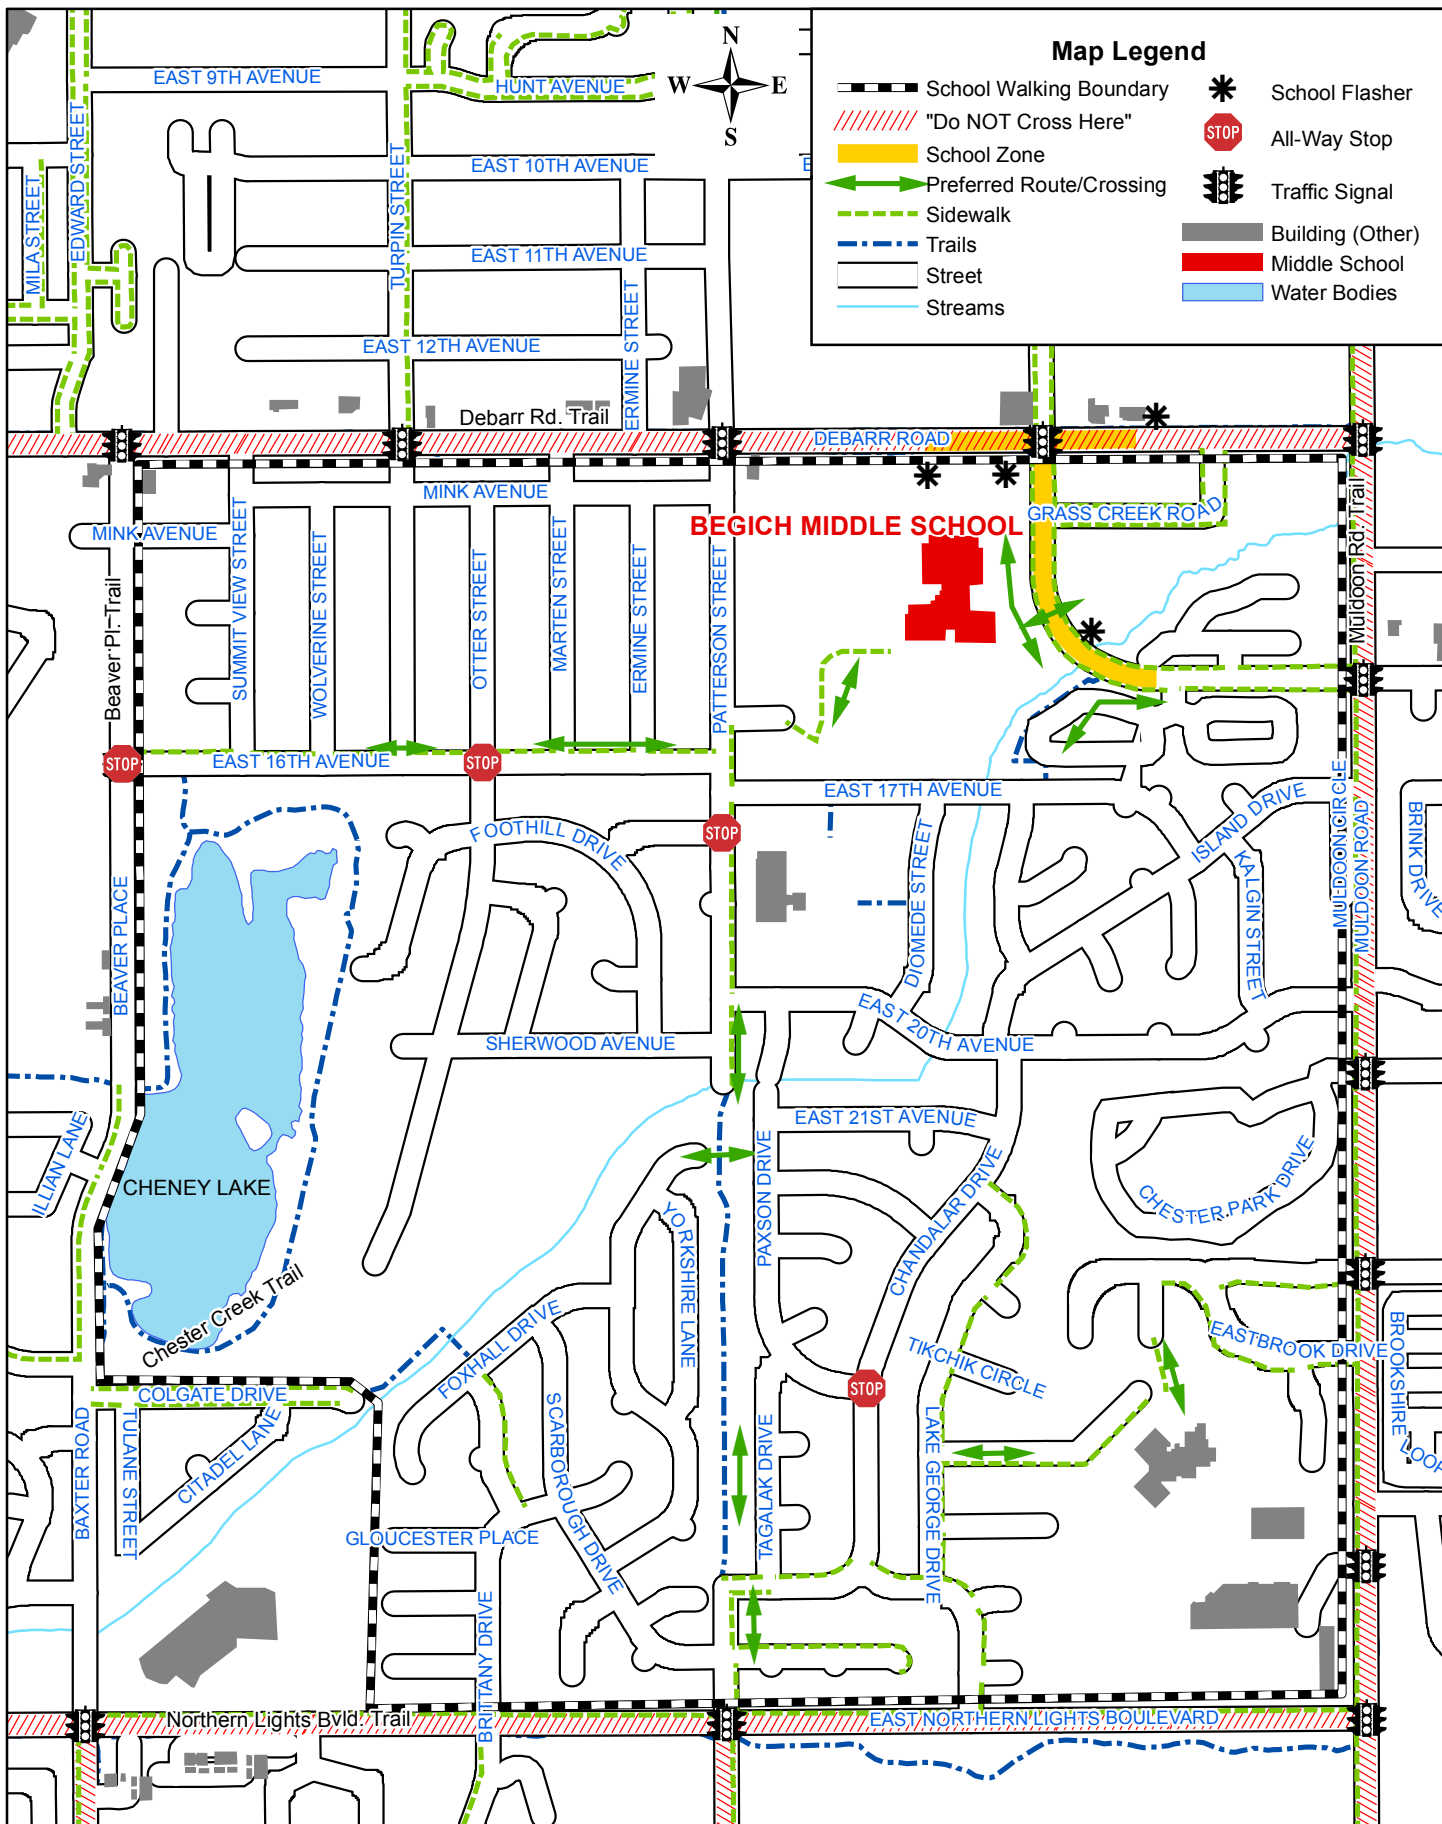 N
W
E
S
Map Legend
School Walking Boundary
"Do NOT Cross Here"
School Zone
Preferred Route/Crossing
Sidewalk
Trails
Street
Streams
School Flasher
STOP
All-Way Stop
Traffic Signal
Building (Other)
Middle School
Water Bodies
EAST 9TH AVENUE
HUNT AVENUE
EAST 10TH AVENUE
E
EAST 11TH AVENUE
EAST 12TH AVENUE
MILA STREET
EDWARD STREET
TURPIN STREET
ERMINE STREET
Debarr Rd. Trail
DEBARR ROAD
MINK AVENUE
MINK AVENUE
GRASS CREEK ROAD
BEGICH MIDDLE SCHOOL
Beaver Pl. Trail
SUMMIT VIEW STREET
WOLVERINE STREET
OTTER STREET
MARTEN STREET
ERMINE STREET
PATTERSON STREET
Muldoon Rd. Trail
STOP
EAST 16TH AVENUE
STOP
STOP
EAST 17TH AVENUE
FOOTHILL DRIVE
DIOMEDE STREET
ISLAND DRIVE
KALGIN STREET
MULDOON CIRCLE
MULDOON ROAD
BRINK DRIVE
BEAVER PLACE
SHERWOOD AVENUE
EAST 20TH AVENUE
EAST 21ST AVENUE
ILLIAN LANE
CHENEY LAKE
Chester Creek Trail
YORKSHIRE LANE
PAXSON DRIVE
CHANDALAR DRIVE
CHESTER PARK DRIVE
FOXHALL DRIVE
TIKCHIK CIRCLE
EASTBROOK DRIVE
BROOKSHIRE LOOP
STOP
COLGATE DRIVE
BAXTER ROAD
TULANE STREET
CITADEL LANE
SCARBOROUGH DRIVE
TAGALAK DRIVE
LAKE GEORGE DRIVE
GLOUCESTER PLACE
BRITTANY DRIVE
Northern Lights Bvld. Trail
EAST NORTHERN LIGHTS BOULEVARD